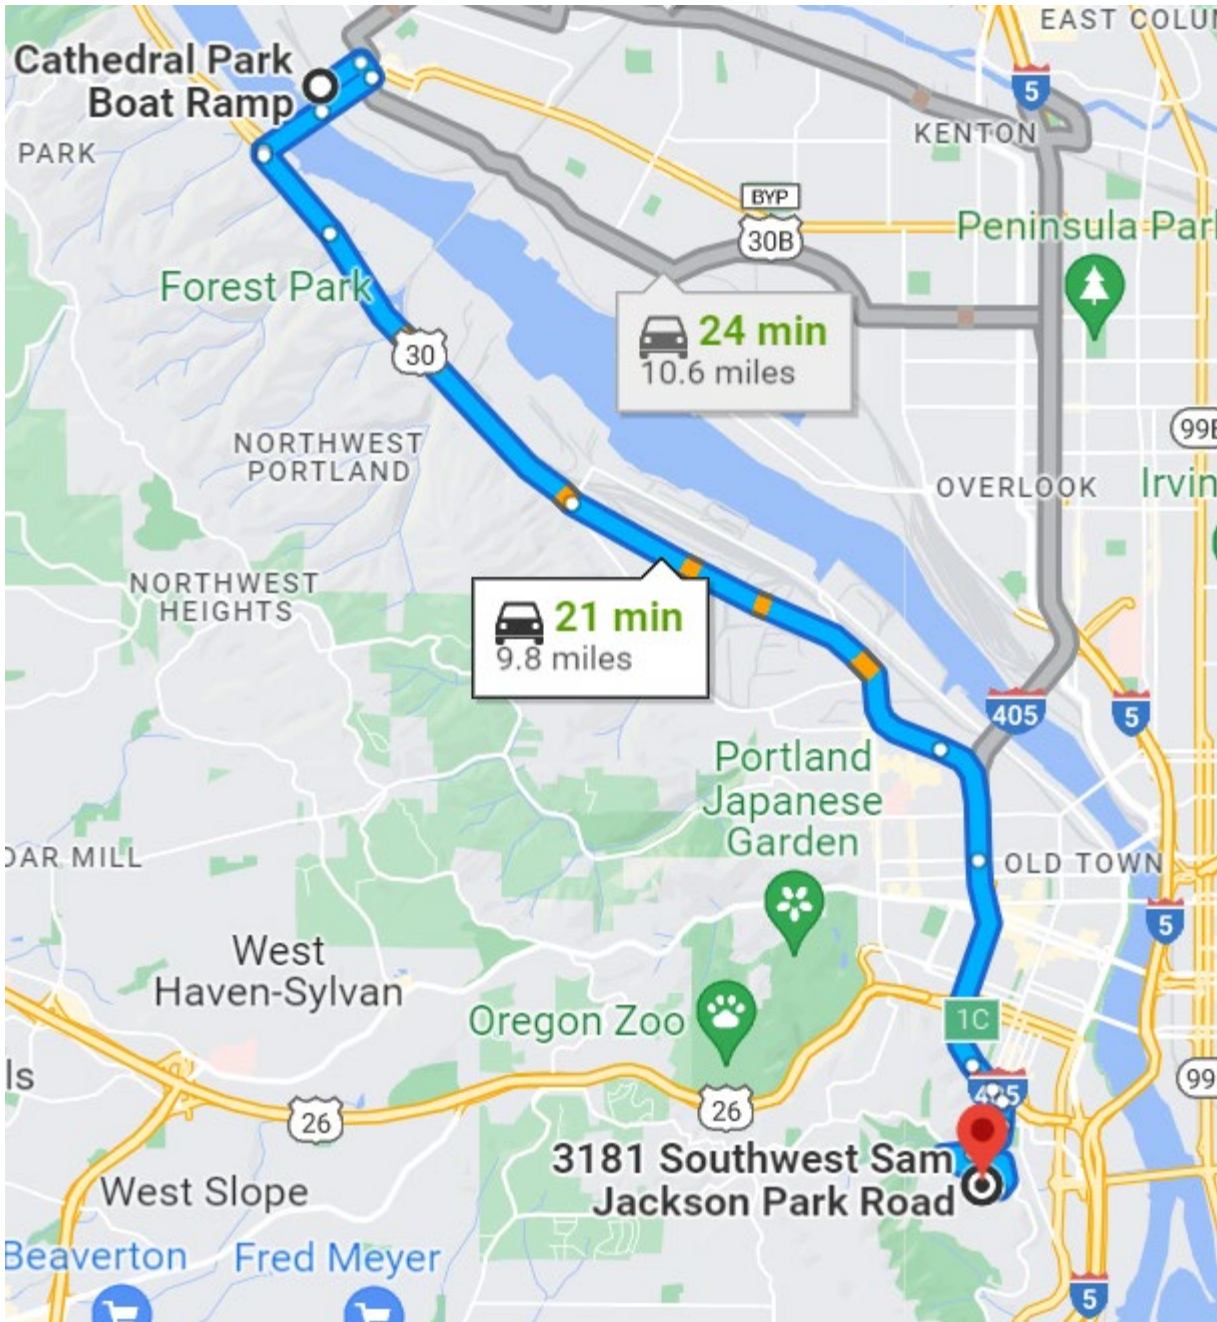 EAST COLU
Cathedral Park
Boat Ramp
5
PARK
KENTON
BYP
30B
Peninsula Park
Forest Park
24 min
10.6 miles
30
99E
NORTHWEST
PORTLAND
OVERLOOK
Irvin
NORTHWEST
HEIGHTS
21 min
9.8 miles
405
5
Portland
Japanese
Garden
DAR MILL
OLD TOWN
5
West
Haven-Sylvan
Oregon Zoo
1C
ls
99
405
26
26
3181 Southwest Sam
Jackson Park Road
West Slope
Beaverton
Fred Meyer
5